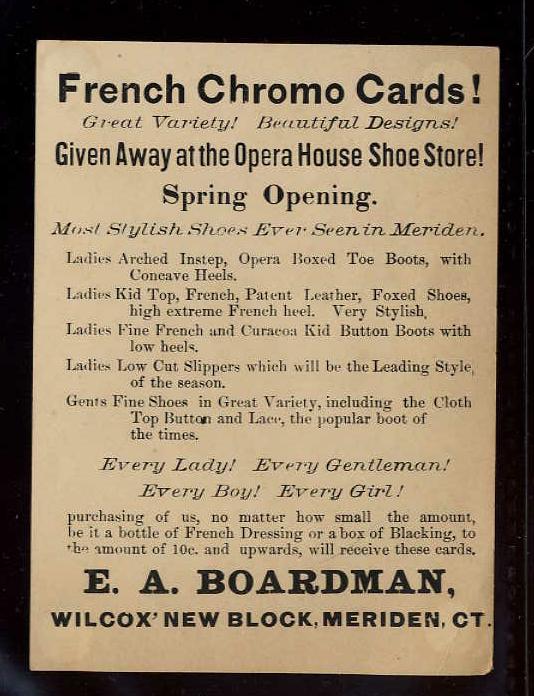 French Chromo Cards!
Great Variety! Beautiful Designs!
Given Away at the Opera House Shoe Store!
Spring Opening.
Most Stylish Shoes Ever Seen in Meriden.
Ladies Arched Instep, Opera Boxed Toe Boots, with
Concave Heels.
Ladies Kid Top, French, Patent Leather, Foxed Shoes,
high extreme French heel. Very Stylish,
Ladies Fine French and Curacoa Kid Button Boots with
low heels.
Ladies Low Cut Slippers which will be the Leading Style,
of the season.
Gents Fine Shoes in Great Variety, including the Cloth
Top Button and Lace, the popular boot of
the times.
Every Lady! Every Gentleman!
Every Boy! Every Girl!
purchasing of us, no matter how small the amount,
be it a bottle of French Dressing or a box of Blacking, to
the amount of 10c. and upwards, will receive these cards.
E. A. BOARDMAN,
WILCOX' NEW BLOCK, MERIDEN, CT.